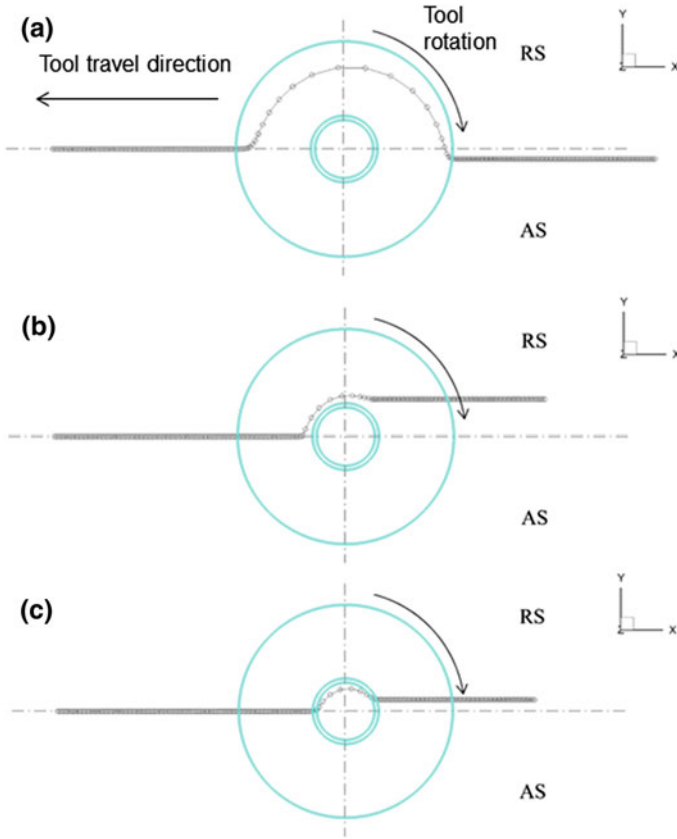 (a)
Tool travel direction
Tool
rotation
RS
Y
Z
X
AS
(b)
RS
Y
Z
X
AS
(c)
RS
Y
Z
X
AS